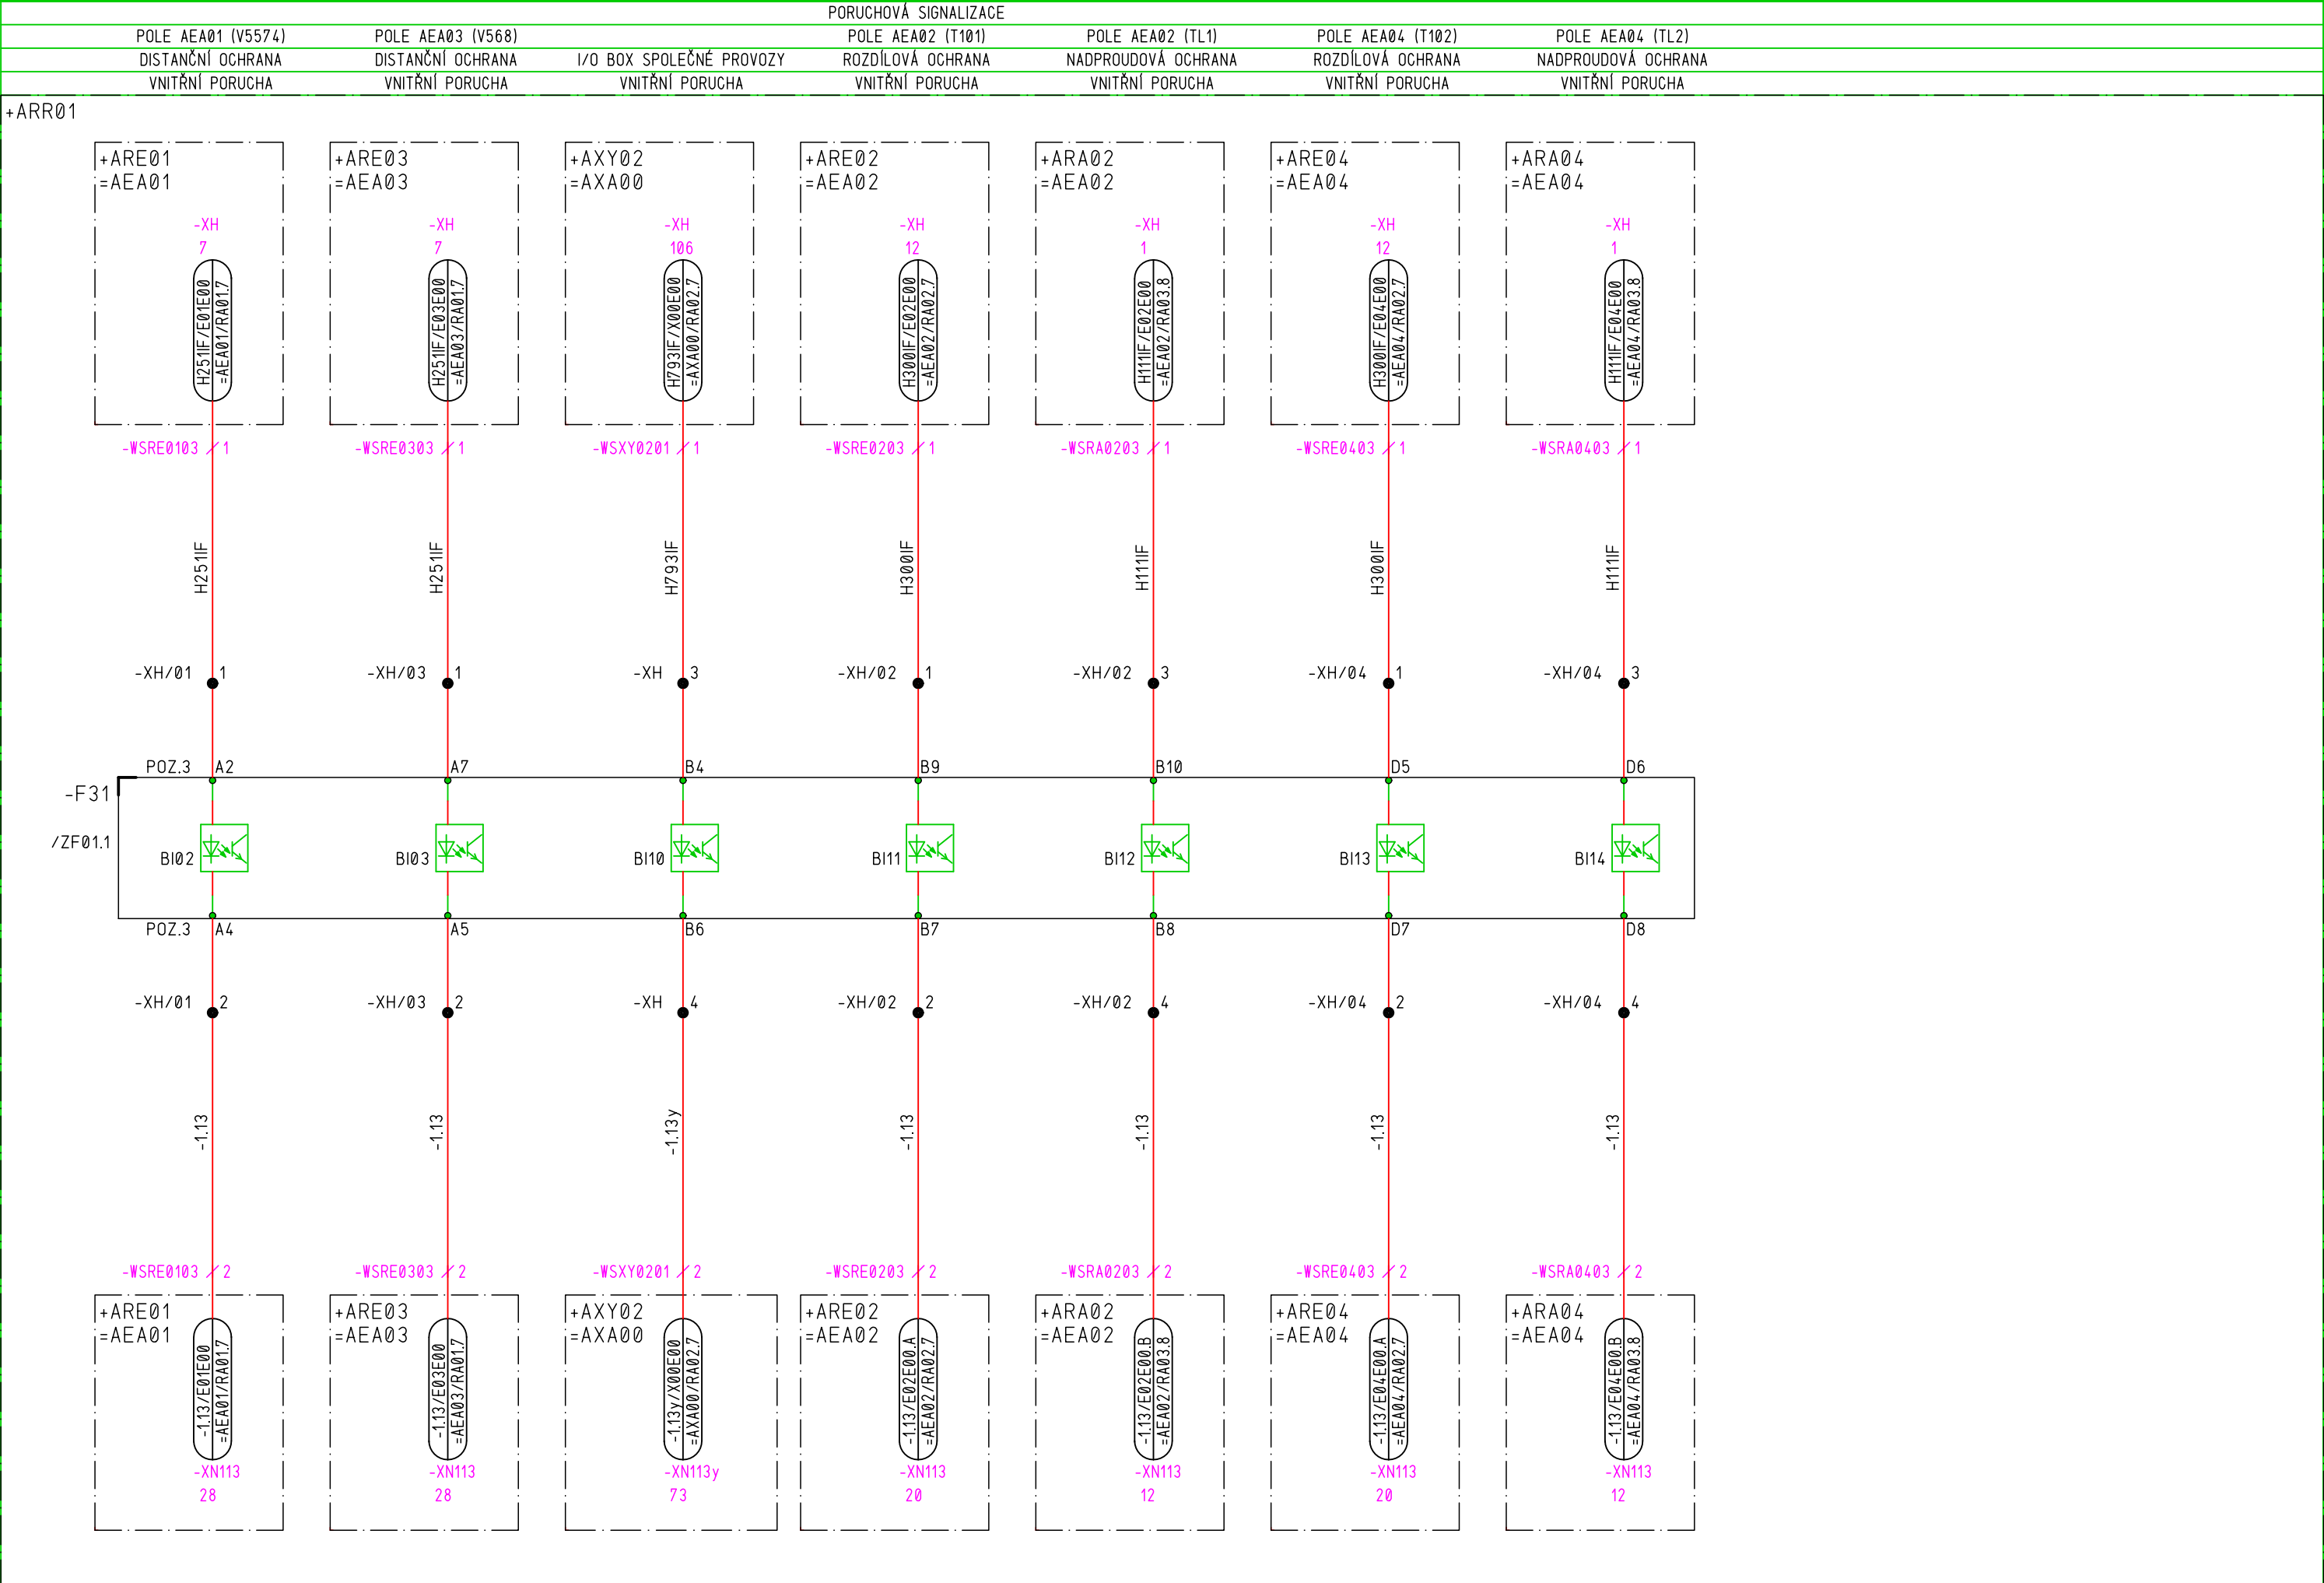 PORUCHOVÁ SIGNALIZACE
POLE AEA01 (V5574) POLE AEA03 (V568) POLE AEA02 (T101) POLE AEA02 (TL1) POLE AEA04 (T102) POLE AEA04 (TL2)
DISTANČNÍ OCHRANA DISTANČNÍ OCHRANA I/O BOX SPOLEČNÉ PROVOZY ROZDÍLOVÁ OCHRANA NADPROUDOVÁ OCHRANA ROZDÍLOVÁ OCHRANA NADPROUDOVÁ OCHRANA
VNITŘNÍ PORUCHA VNITŘNÍ PORUCHA VNITŘNÍ PORUCHA VNITŘNÍ PORUCHA VNITŘNÍ PORUCHA VNITŘNÍ PORUCHA VNITŘNÍ PORUCHA
+ARR01
+ARE01 +ARE03 +AXY02 +ARE02 +ARA02 +ARE04 +ARA04
=AEA01 =AEA03 =AXA00 =AEA02 =AEA02 =AEA04 =AEA04
-XH -XH -XH -XH -XH -XH -XH
7 7 106 12 1 12 1
H251IF/E01E00 H251IF/E03E00 H793IF/X00E00 H300IF/E02E00 H111IF/E02E00 H300IF/E04E00 H111IF/E04E00
=AEA01/RA01.7 =AEA03/RA01.7 =AXA00/RA02.7 =AEA02/RA02.7 =AEA02/RA03.8 =AEA04/RA02.7 =AEA04/RA03.8
-WSRE0103 1 -WSRE0303 1 -WSXY0201 1 -WSRE0203 1 -WSRA0203 1 -WSRE0403 1 -WSRA0403 1
H251IF H251IF H793IF H300IF H111IF H300IF H111IF
-XH/01 1 -XH/03 1 -XH 3 -XH/02 1 -XH/02 3 -XH/04 1 -XH/04 3
POZ.3 A2 A7 B4 B9 B10 D5 D6
-F31
/ZF01.1
BI02 BI03 BI10 BI11 BI12 BI13 BI14
POZ.3 A4 A5 B6 B7 B8 D7 D8
-XH/01 2 -XH/03 2 -XH 4 -XH/02 2 -XH/02 4 -XH/04 2 -XH/04 4
-1.13 -1.13 -1.13y -1.13 -1.13 -1.13 -1.13
-WSRE0103 2 -WSRE0303 2 -WSXY0201 2 -WSRE0203 2 -WSRA0203 2 -WSRE0403 2 -WSRA0403 2
+ARE01 +ARE03 +AXY02 +ARE02 +ARA02 +ARE04 +ARA04
=AEA01 =AEA03 =AXA00 =AEA02 =AEA02 =AEA04 =AEA04
-1.13/E01E00 -1.13/E03E00 -1.13y/X00E00 -1.13/E02E00.A -1.13/E02E00.B -1.13/E04E00.A -1.13/E04E00.B
=AEA01/RA01.7 =AEA03/RA01.7 =AXA00/RA02.7 =AEA02/RA02.7 =AEA02/RA03.8 =AEA04/RA02.7 =AEA04/RA03.8
-XN113 -XN113 -XN113y -XN113 -XN113 -XN113 -XN113
28 28 73 20 12 20 12